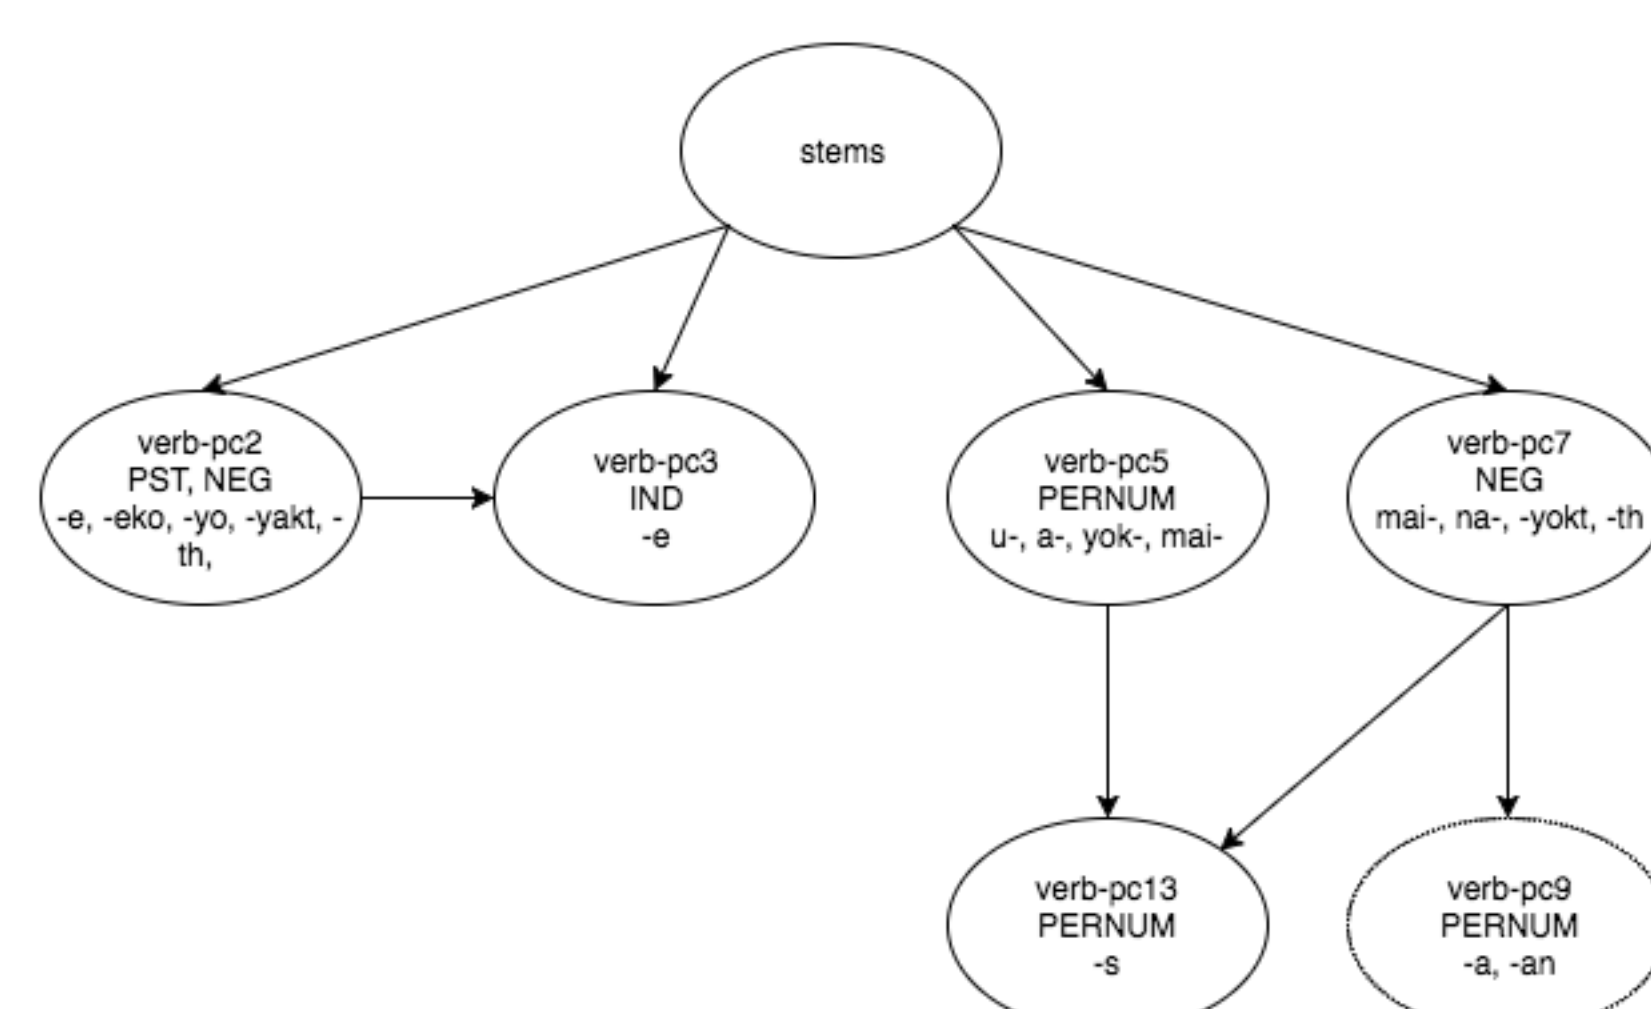 stems
verb-pc2
PST, NEG
-e, -eko, -yo, -yakt, -
th,
verb-pc3
IND
-e
verb-pc5
PERNUM
u-, a-, yok-, mai-
verb-pc7
NEG
mai-, na-, -yokt, -th
verb-pc13
PERNUM
-s
verb-pc9
PERNUM
-a, -an